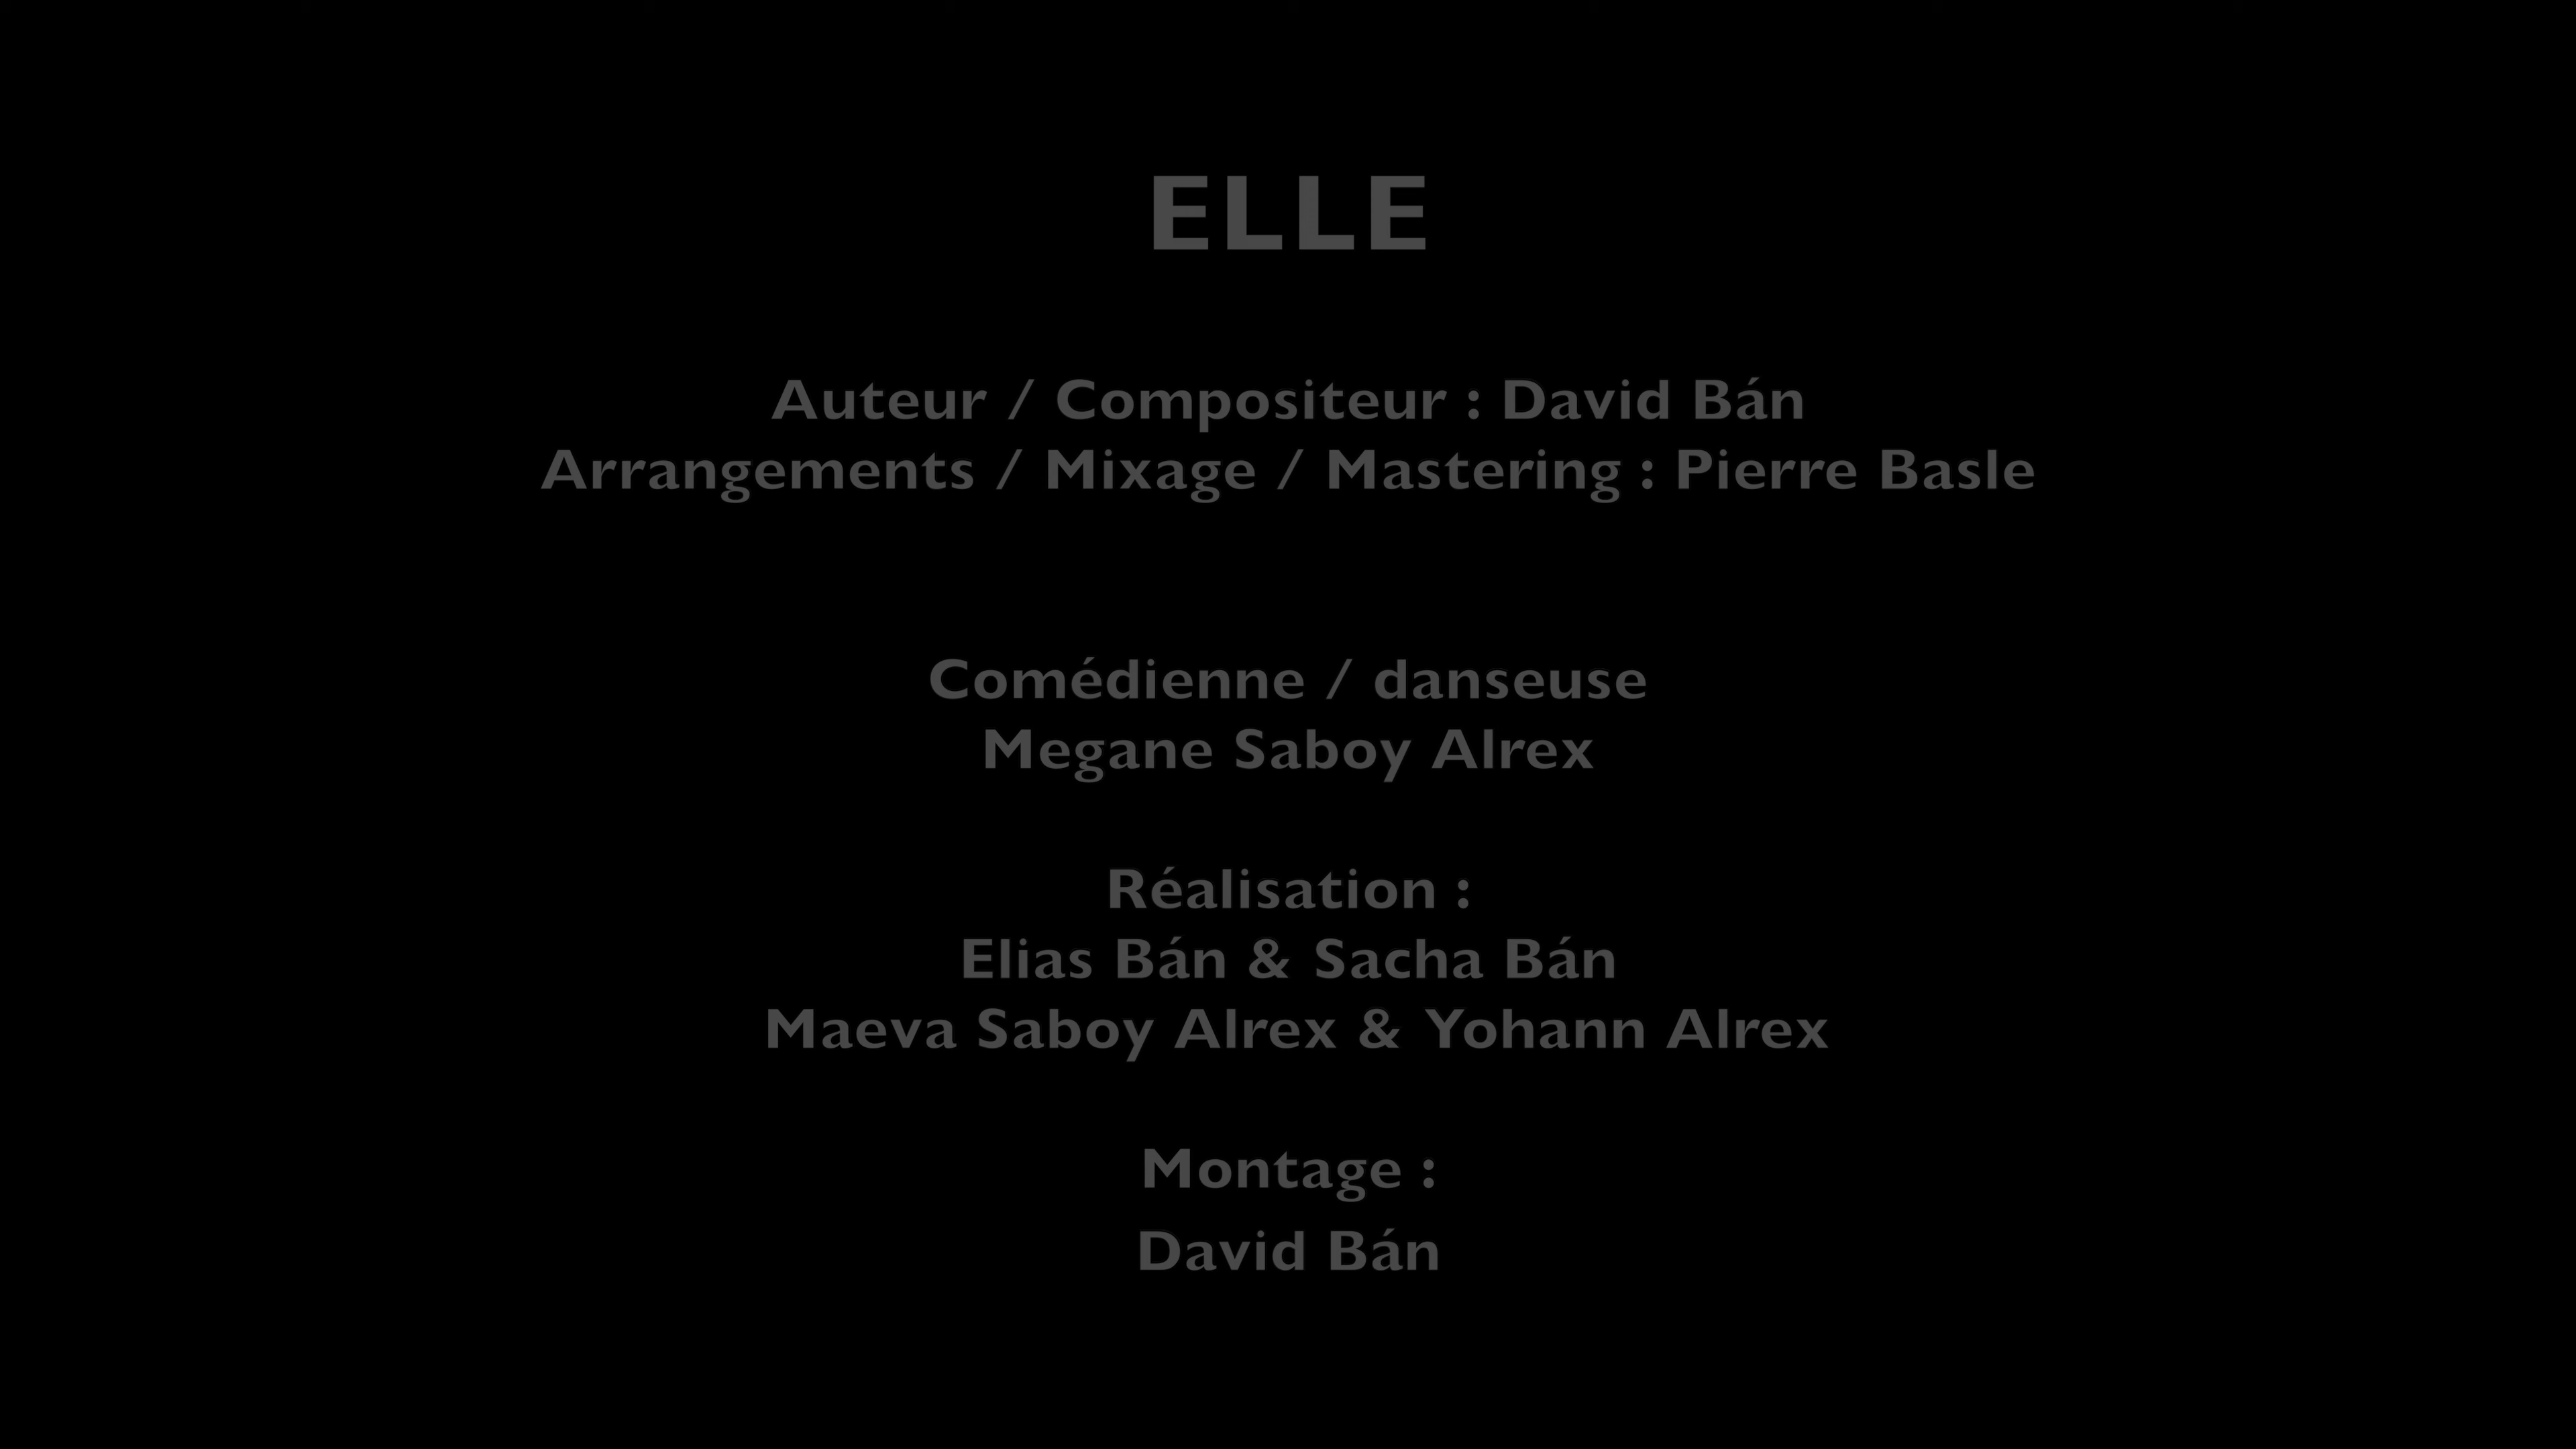 ELLE
Auteur / Compositeur : David Bán
Arrangements / Mixage / Mastering : Pierre Basle
Comédienne / danseuse
Megane Saboy Alrex
Réalisation :
Elias Bán & Sacha Bán
Maeva Saboy Alrex & Yohann Alrex
Montage :
David Bán